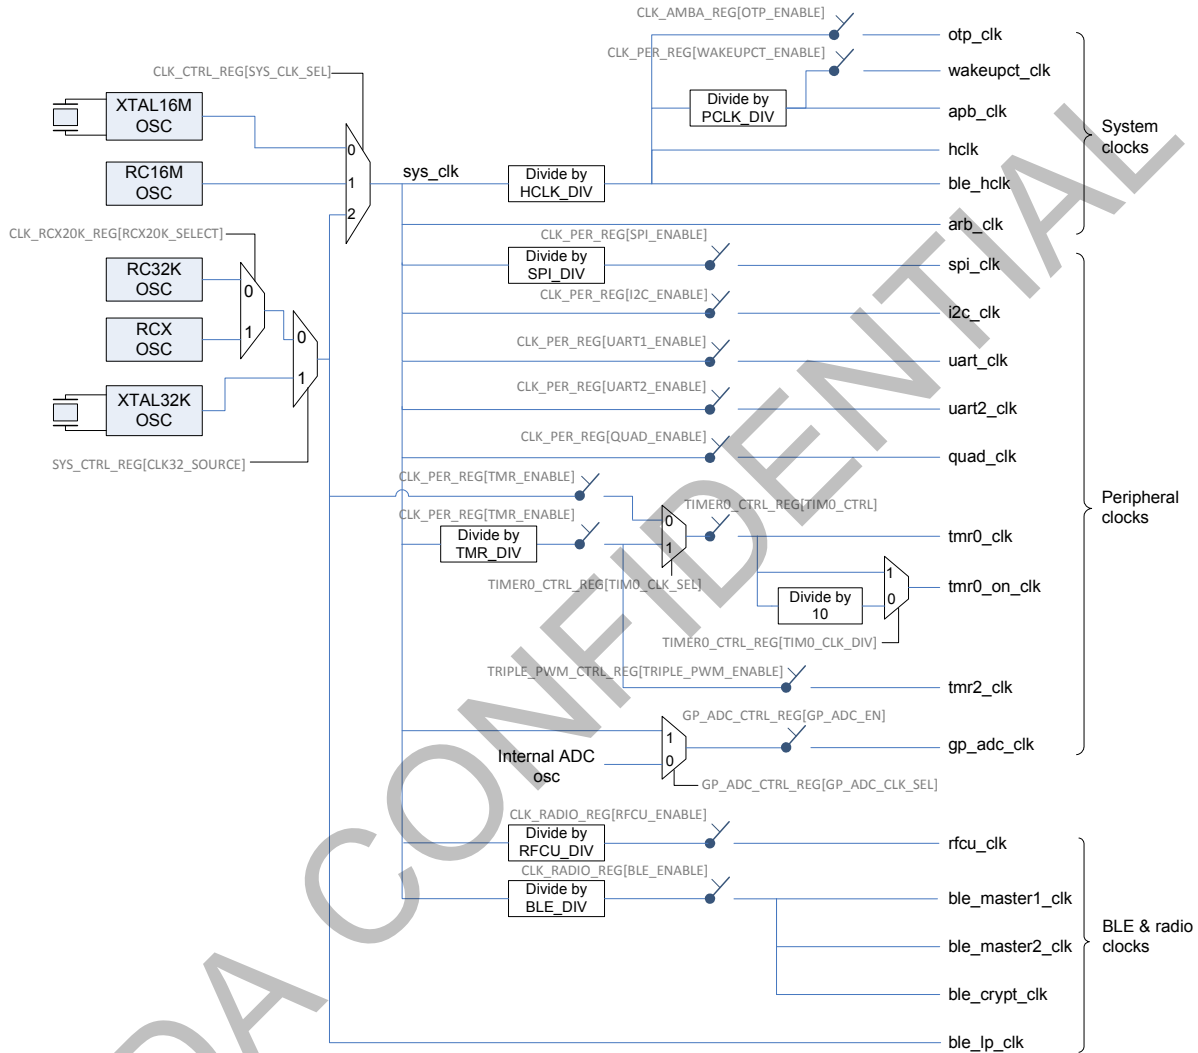 CLK_AMBA_REG[OTP_ENABLE]
otp_clk
CLK_PER_REG[WAKEUPCT_ENABLE]
wakeupct_clk
CLK_CTRL_REG[SYS_CLK_SEL]
XTAL16M
OSC
Divide by
PCLK_DIV
apb_clk
System
clocks
0
hclk
RC16M
OSC
1
sys_clk
Divide by
HCLK_DIV
ble_hclk
2
arb_clk
CLK_RCX20K_REG[RCX20K_SELECT]
CLK_PER_REG[SPI_ENABLE]
RC32K
OSC
0
Divide by
SPI_DIV
spi_clk
CLK_PER_REG[I2C_ENABLE]
i2c_clk
RCX
OSC
1
0
CLK_PER_REG[UART1_ENABLE]
uart_clk
1
XTAL32K
OSC
CLK_PER_REG[UART2_ENABLE]
uart2_clk
CLK_PER_REG[QUAD_ENABLE]
quad_clk
SYS_CTRL_REG[CLK32_SOURCE]
CLK_PER_REG[TMR_ENABLE]
TIMER0_CTRL_REG[TIM0_CTRL]
Peripheral
clocks
CLK_PER_REG[TMR_ENABLE]
0
Divide by
TMR_DIV
1
tmr0_clk
TIMER0_CTRL_REG[TIM0_CLK_SEL]
1
tmr0_on_clk
Divide by
10
0
TIMER0_CTRL_REG[TIM0_CLK_DIV]
TRIPLE_PWM_CTRL_REG[TRIPLE_PWM_ENABLE]
tmr2_clk
GP_ADC_CTRL_REG[GP_ADC_EN]
1
gp_adc_clk
Internal ADC
osc
0
GP_ADC_CTRL_REG[GP_ADC_CLK_SEL]
CLK_RADIO_REG[RFCU_ENABLE]
Divide by
RFCU_DIV
rfcu_clk
CLK_RADIO_REG[BLE_ENABLE]
Divide by
BLE_DIV
ble_master1_clk
BLE & radio
clocks
ble_master2_clk
ble_crypt_clk
ble_lp_clk
DA CONFIDENTIAL